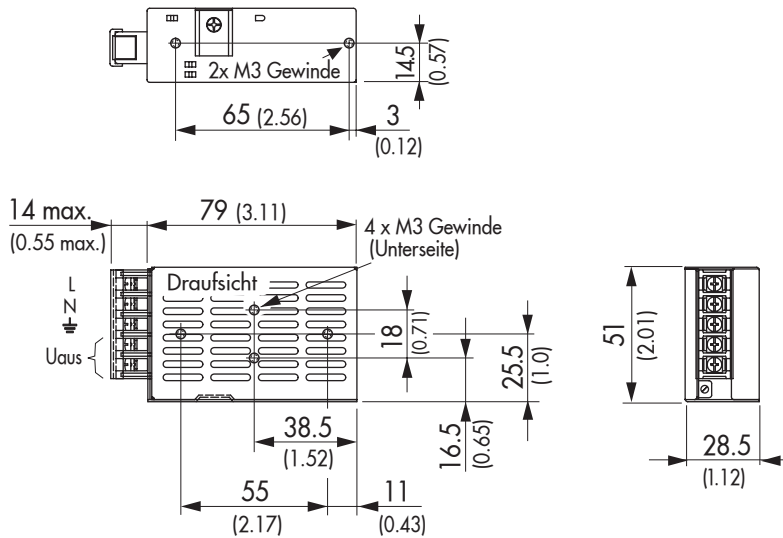 2x M3 Gewinde
14.5
(0.57)
65 (2.56)
3
(0.12)
14 max.
(0.55 max.)
79 (3.11)
4 x M3 Gewinde
(Unterseite)
Draufsicht
L
N
Uaus
18
(0.71)
25.5
(1.0)
16.5
(0.65)
38.5
(1.52)
55
(2.17)
11
(0.43)
51
(2.01)
28.5
(1.12)